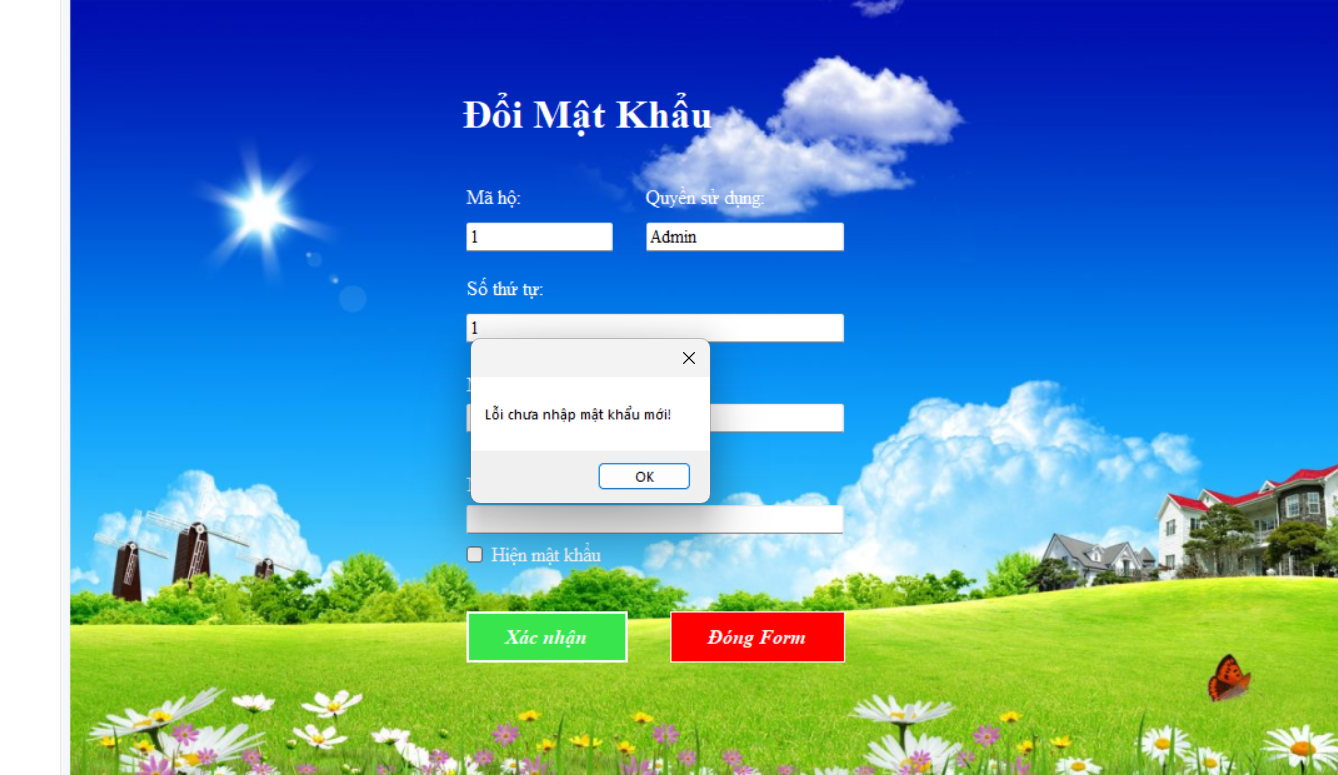 Đổi Mật Khẩu
Mã hộ: Quyền sử dụng:
1 Admin
Số thứ tự:
1
Lỗi chưa nhập mật khẩu mới!
OK
Hiện mật khẩu
Xác nhận Đóng Form